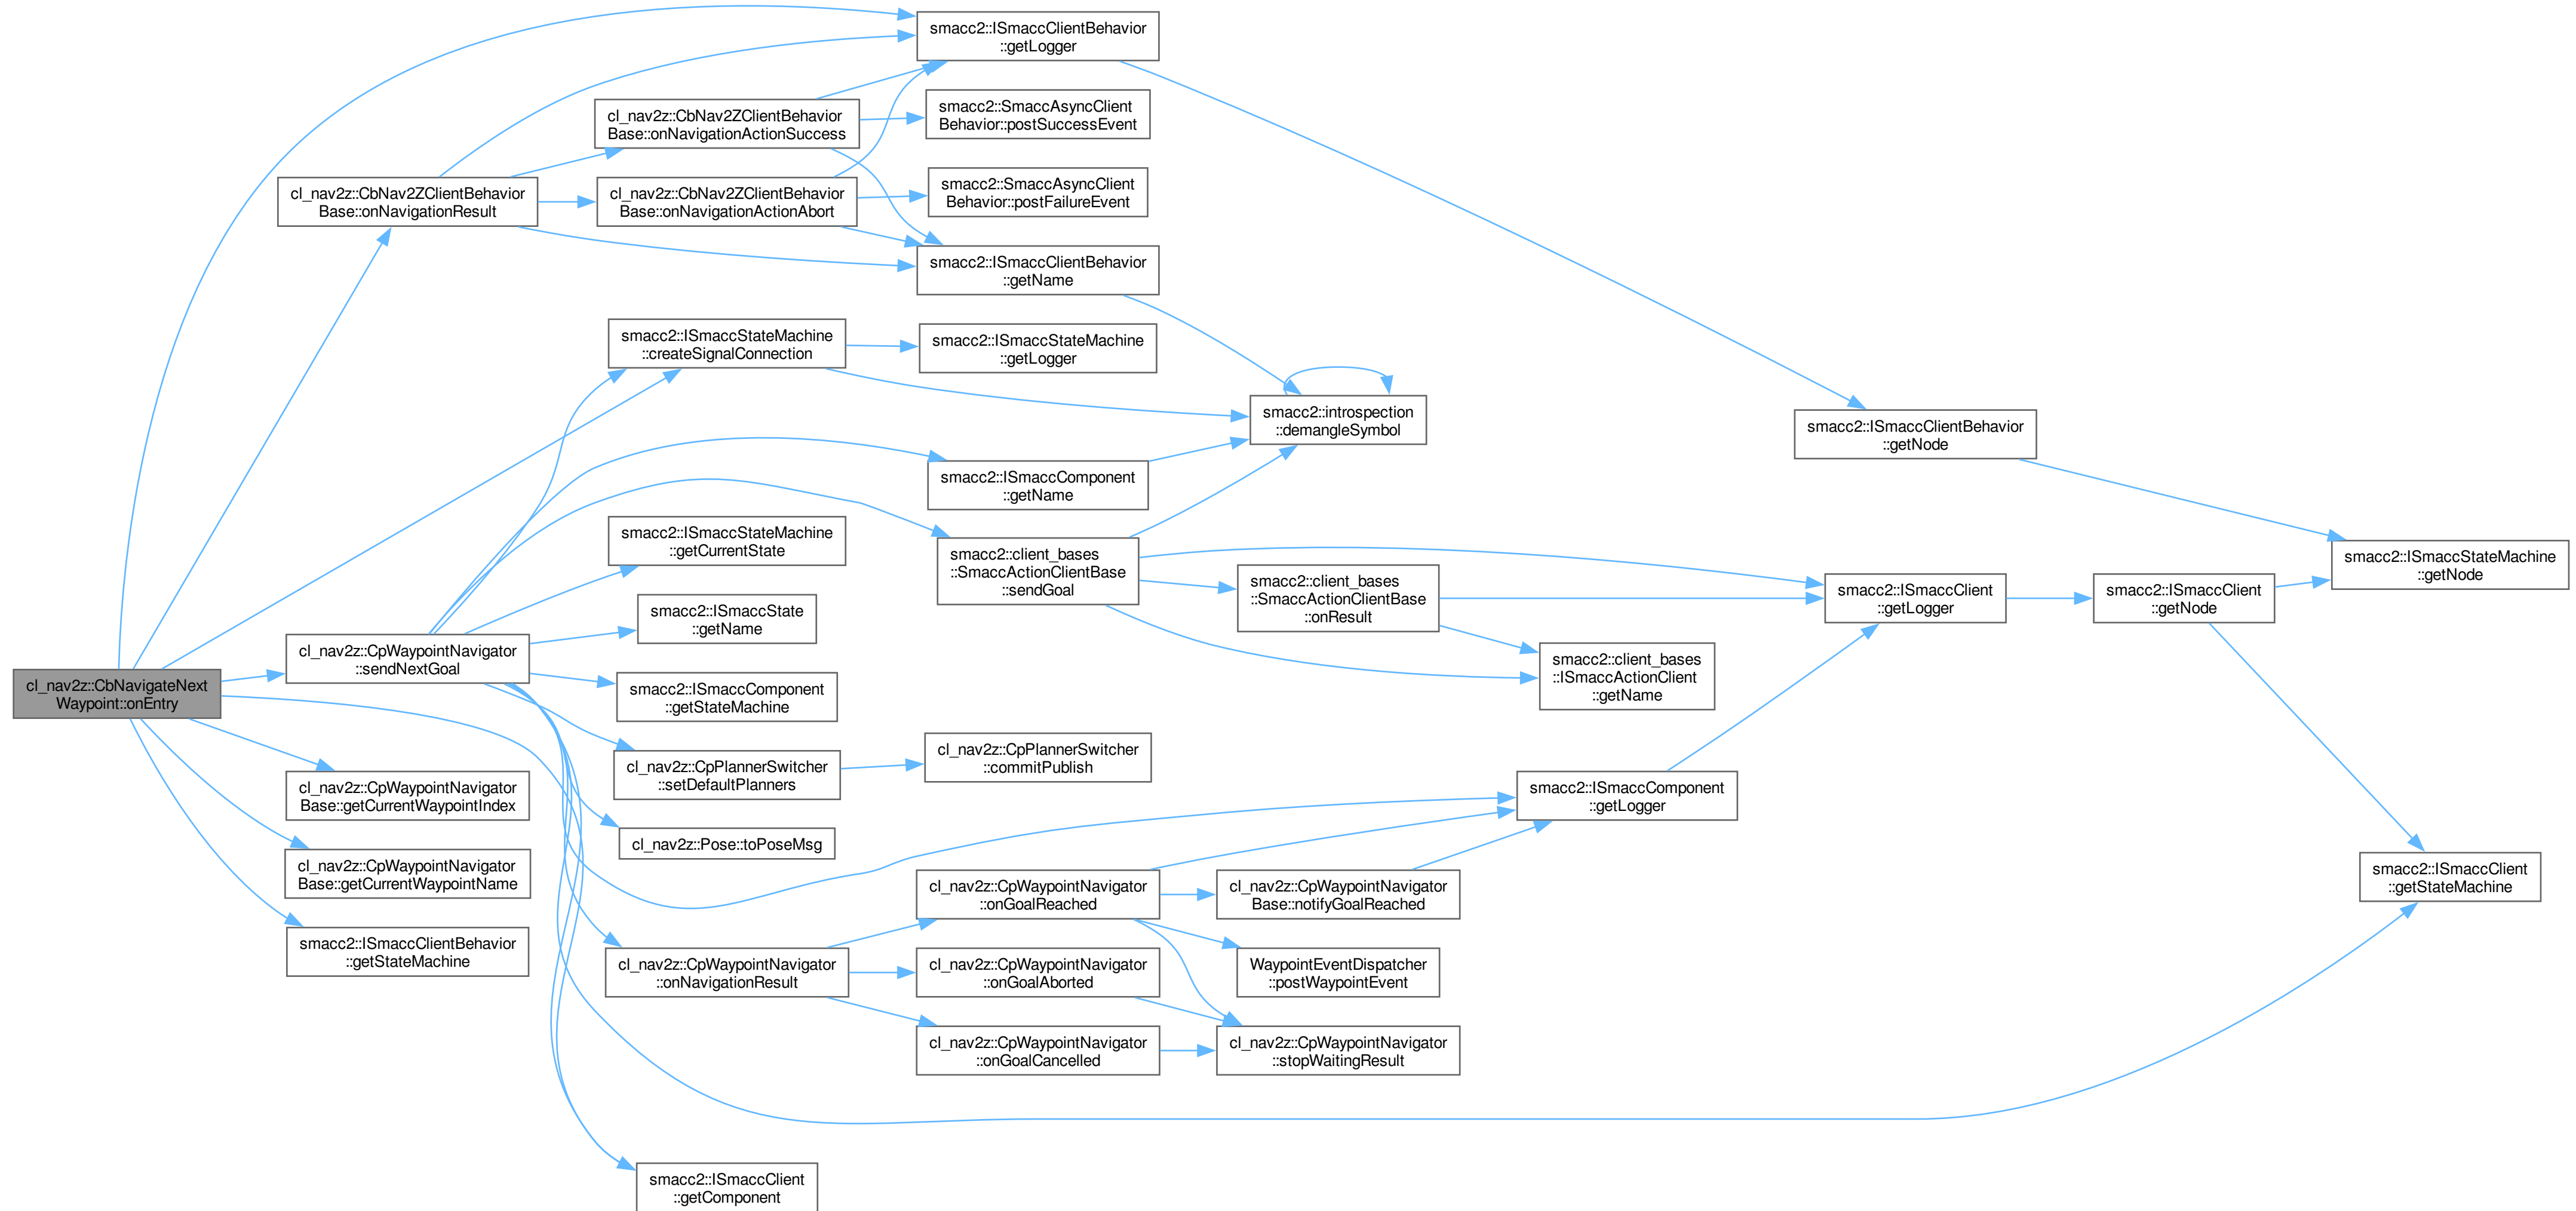 smacc2::ISmaccClientBehavior
::getLogger
cl_nav2z::CbNav2ZClientBehavior
Base::onNavigationActionSuccess
smacc2::SmaccAsyncClient
Behavior::postSuccessEvent
cl_nav2z::CbNav2ZClientBehavior
Base::onNavigationResult
cl_nav2z::CbNav2ZClientBehavior
Base::onNavigationActionAbort
smacc2::SmaccAsyncClient
Behavior::postFailureEvent
smacc2::ISmaccClientBehavior
::getName
smacc2::ISmaccStateMachine
::createSignalConnection
smacc2::ISmaccStateMachine
::getLogger
smacc2::introspection
::demangleSymbol
smacc2::ISmaccClientBehavior
::getNode
smacc2::ISmaccComponent
::getName
smacc2::ISmaccStateMachine
::getCurrentState
smacc2::client_bases
::SmaccActionClientBase
::sendGoal
smacc2::ISmaccStateMachine
::getNode
smacc2::client_bases
::SmaccActionClientBase
::onResult
smacc2::ISmaccClient
::getLogger
smacc2::ISmaccClient
::getNode
smacc2::ISmaccState
::getName
cl_nav2z::CpWaypointNavigator
::sendNextGoal
smacc2::client_bases
::ISmaccActionClient
::getName
cl_nav2z::CbNavigateNext
Waypoint::onEntry
smacc2::ISmaccComponent
::getStateMachine
cl_nav2z::CpPlannerSwitcher
::setDefaultPlanners
cl_nav2z::CpPlannerSwitcher
::commitPublish
cl_nav2z::CpWaypointNavigator
Base::getCurrentWaypointIndex
smacc2::ISmaccComponent
::getLogger
cl_nav2z::Pose::toPoseMsg
cl_nav2z::CpWaypointNavigator
Base::getCurrentWaypointName
smacc2::ISmaccClient
::getStateMachine
cl_nav2z::CpWaypointNavigator
::onGoalReached
cl_nav2z::CpWaypointNavigator
Base::notifyGoalReached
smacc2::ISmaccClientBehavior
::getStateMachine
cl_nav2z::CpWaypointNavigator
::onNavigationResult
cl_nav2z::CpWaypointNavigator
::onGoalAborted
WaypointEventDispatcher
::postWaypointEvent
cl_nav2z::CpWaypointNavigator
::onGoalCancelled
cl_nav2z::CpWaypointNavigator
::stopWaitingResult
smacc2::ISmaccClient
::getComponent